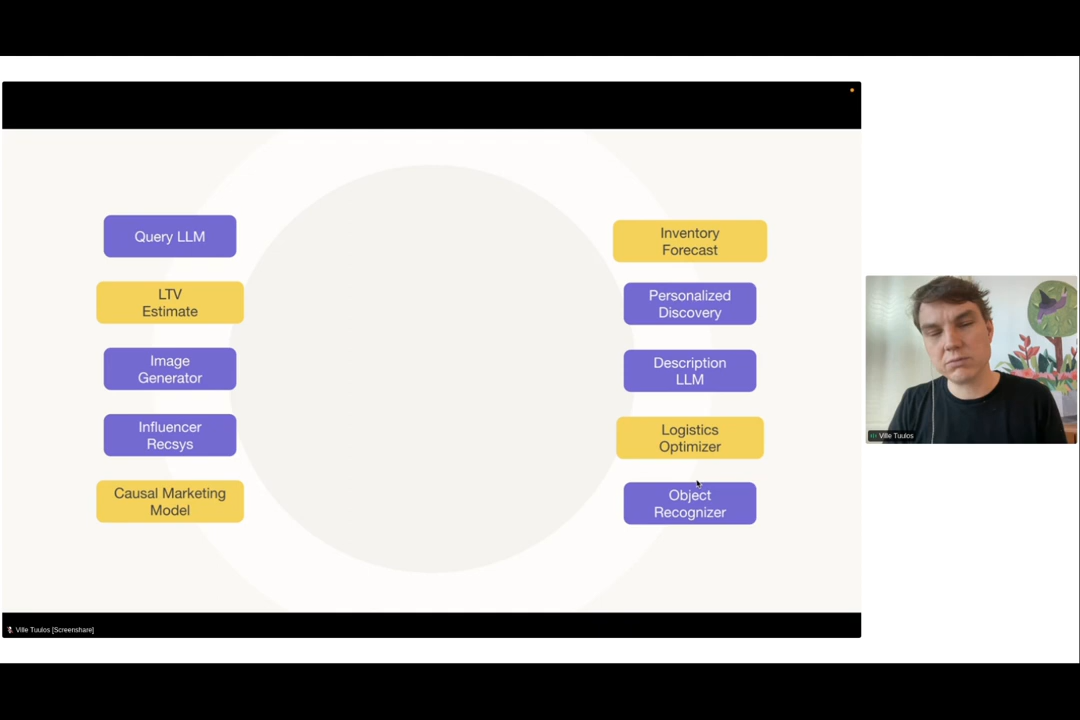 Query LLM
LTV
Estimate
Image
Generator
Influencer
Recsys
Causal Marketing
Model
Inventory
Forecast
Personalized
Discovery
Description
LLM
Logistics
Optimizer
Object
Recognizer
Ville Tuulos
Ville Tuulos [Screenshare]